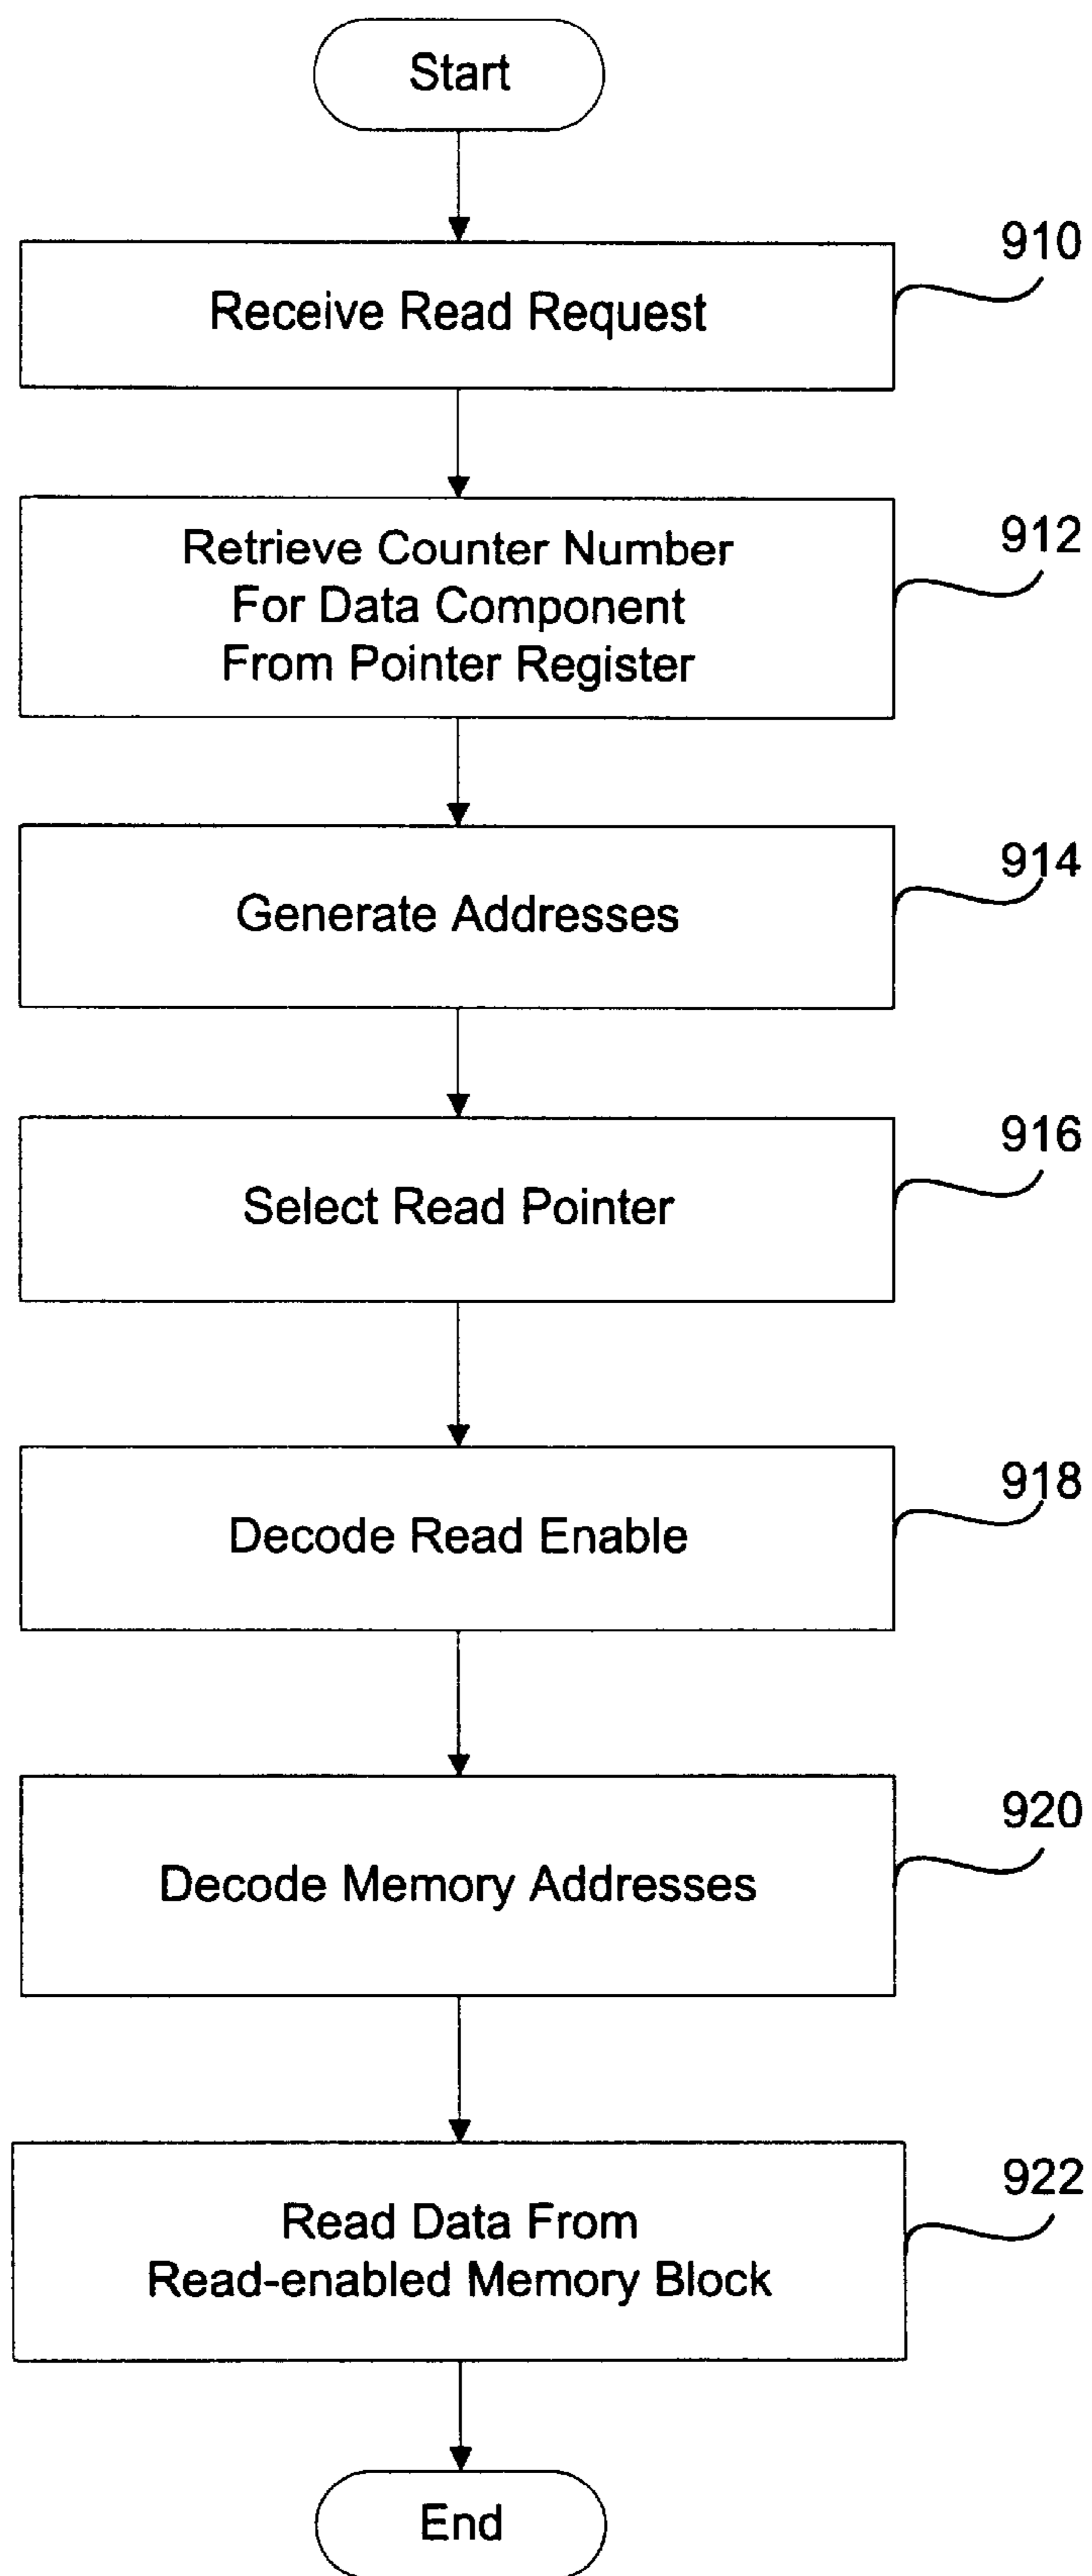 Start
910
Receive Read Request
912
Retrieve Counter Number
For Data Component
From Pointer Register
914
Generate Addresses
916
Select Read Pointer
918
Decode Read Enable
920
Decode Memory Addresses
922
Read Data From
Read-enabled Memory Block
End